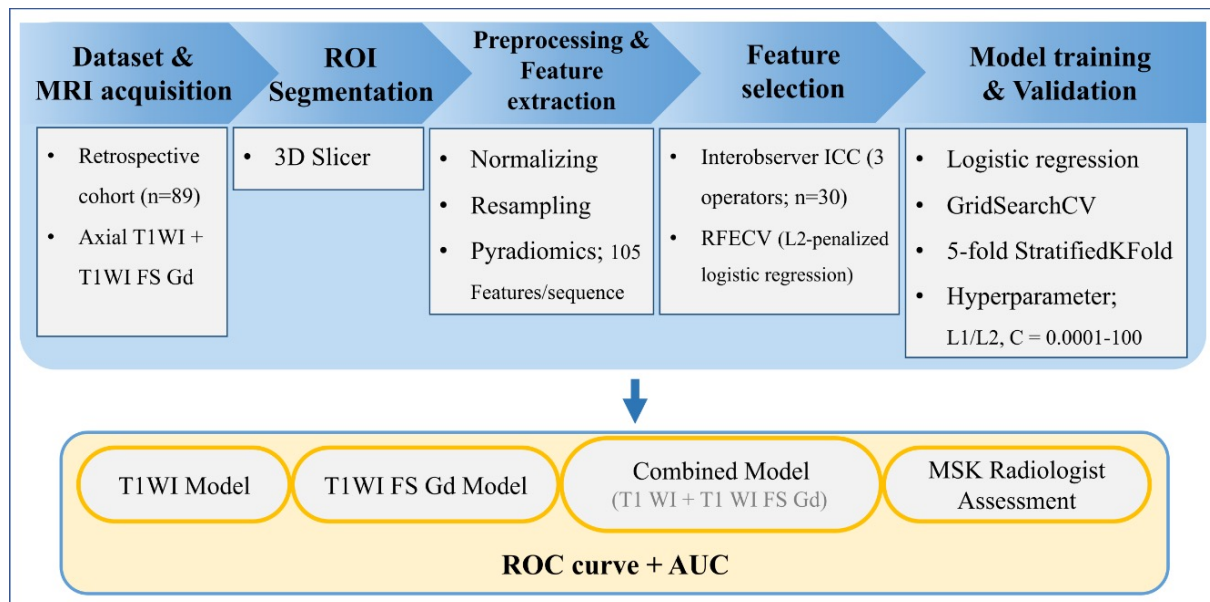 Dataset &
MRI acquisition
• Retrospective
cohort (n=89)
• Axial T1WI +
T1WI FS Gd
ROI
Segmentation
• 3D Slicer
Preprocessing &
Feature
extraction
• Normalizing
• Resampling
• Pyradiomics; 105
Features/sequence
Feature
selection
• Interobserver ICC (3
operators; n=30)
• RFECV (L2-penalized
logistic regression)
Model training
& Validation
• Logistic regression
• GridSearchCV
• 5-fold StratifiedKFold
• Hyperparameter;
L1/L2, C = 0.0001-100
T1WI Model
T1WI FS Gd Model
Combined Model
(T1 WI + T1 WI FS Gd)
MSK Radiologist
Assessment
ROC curve + AUC